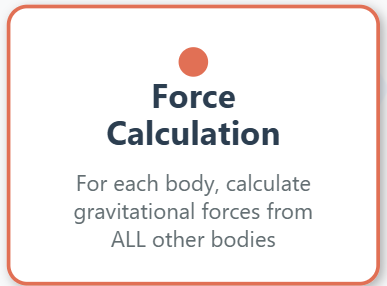 Force
Calculation
For each body, calculate
gravitational forces from
ALL other bodies